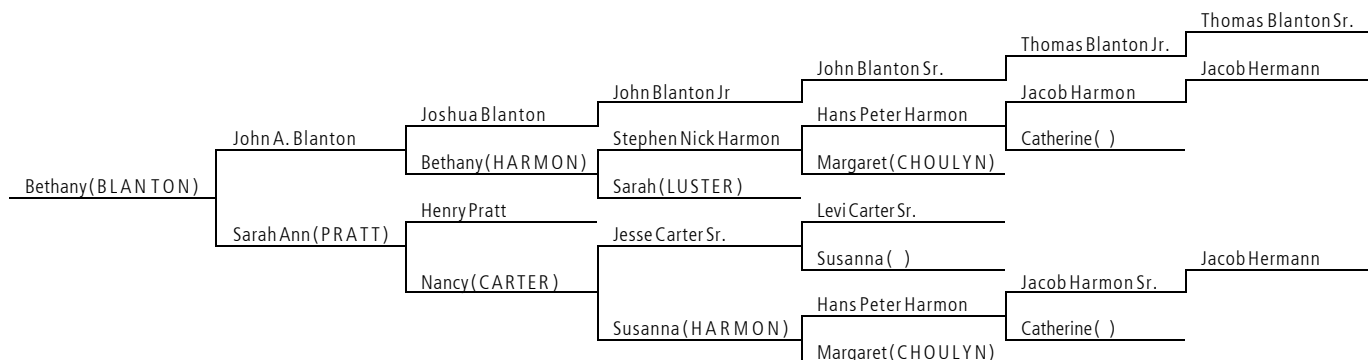 Thomas Blanton Sr.
Thomas Blanton Jr.
John Blanton Sr.
Jacob Hermann
John Blanton Jr
Jacob Harmon
Joshua Blanton
Hans Peter Harmon
John A. Blanton
Stephen Nick Harmon
Catherine ( )
Bethany (HARMON)
Margaret (CHOULYN)
Bethany (BLANTON)
Sarah (LUSTER)
Henry Pratt
Levi Carter Sr.
Sarah Ann (PRATT)
Jesse Carter Sr.
Susanna ( )
Jacob Hermann
Nancy (CARTER)
Jacob Harmon Sr.
Hans Peter Harmon
Susanna (HARMON)
Catherine ( )
Margaret (CHOULYN)